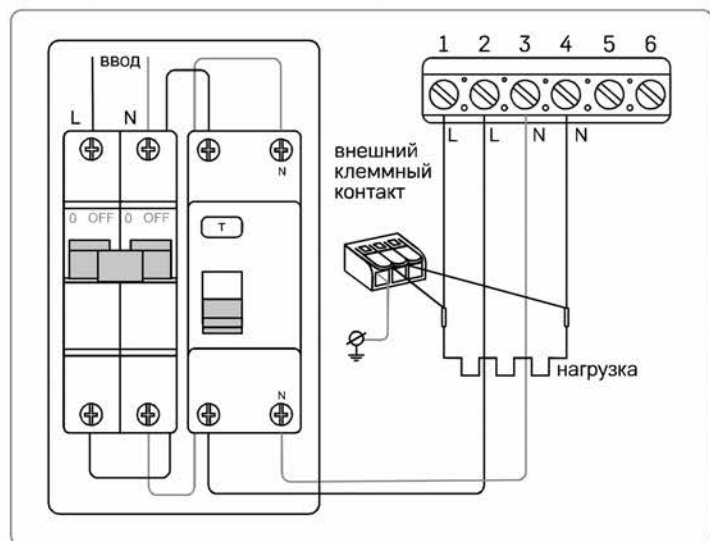 ввод
L N
0 OFF 0 OFF
T
N
N
1 2 3 4 5 6
L L N N
внешний
клеммный
контакт
нагрузка